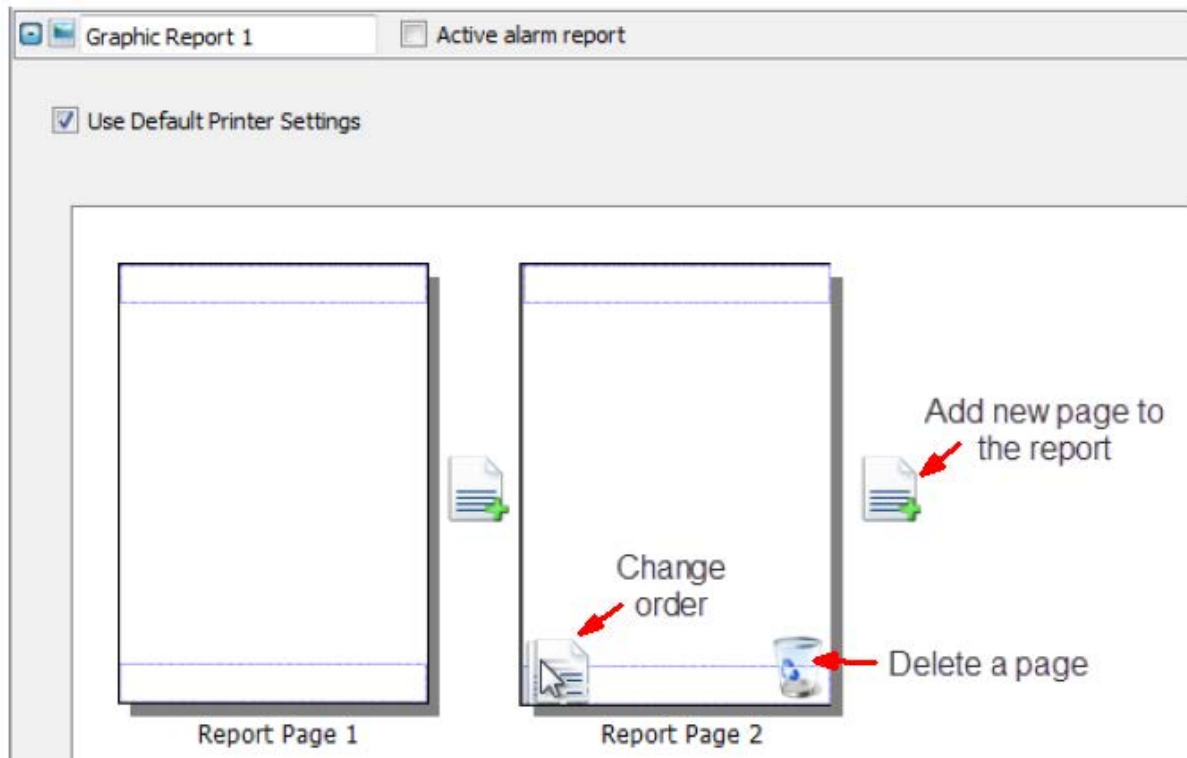 Graphic Report 1
Active alarm report
Use Default Printer Settings
Add new page to
the report
Change
order
Delete a page
Report Page 1
Report Page 2